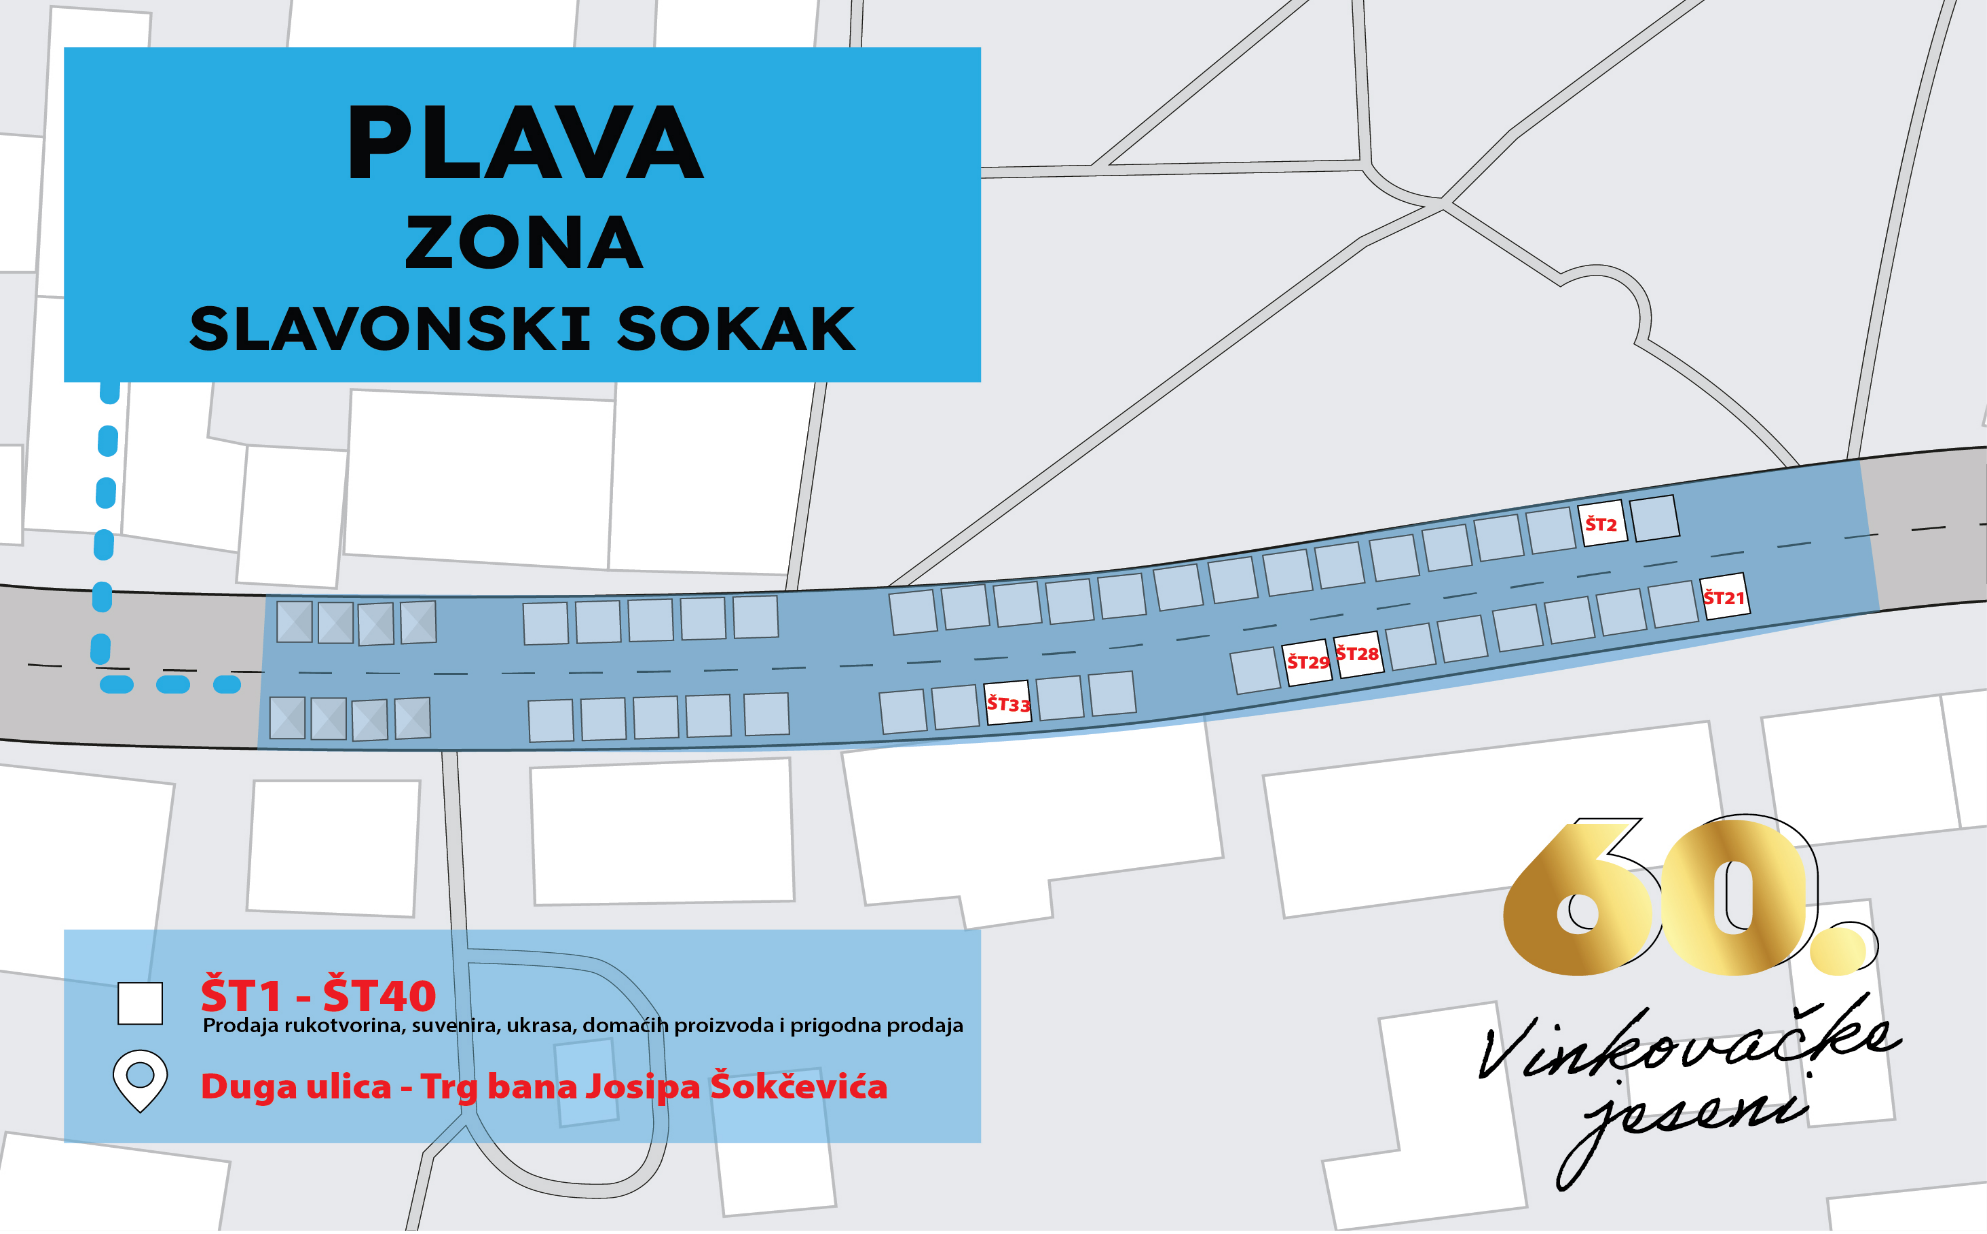 PLAVA
ZONA
SLAVONSKI SOKAK
ŠT2
ŠT21
ŠT29
ŠT28
ŠT33
ŠT1 - ŠT40
Prodaja rukotvorina, suvenira, ukrasa, domaćih proizvoda i prigodna prodaja
Duga ulica - Trg bana Josipa Šokčevića
60.
Vinkovačke
jeseni